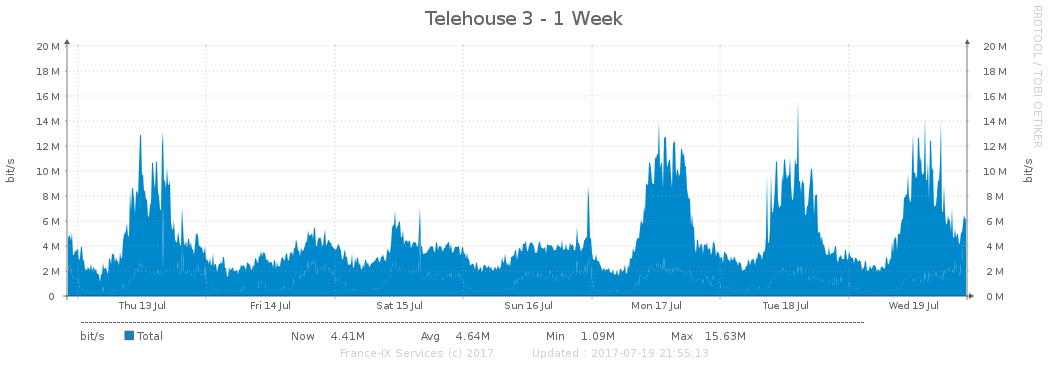 Telehouse 3 - 1 Week
RRDTOOL / TOBI OETIKER
bit/s
20 M 20 M
18 M 18 M
16 M 16 M
14 M 14 M
12 M 12 M
10 M 10 M
8 M 8 M
6 M 6 M
4 M 4 M
2 M 2 M
0 0 M
bit/s
Thu 13 Jul Fri 14 Jul Sat 15 Jul Sun 16 Jul Mon 17 Jul Tue 18 Jul Wed 19 Jul
bit/s Total Now 4.41M Avg 4.64M Min 1.09M Max 15.63M
France-IX Services (c) 2017 Updated : 2017-07-19 21:55:13